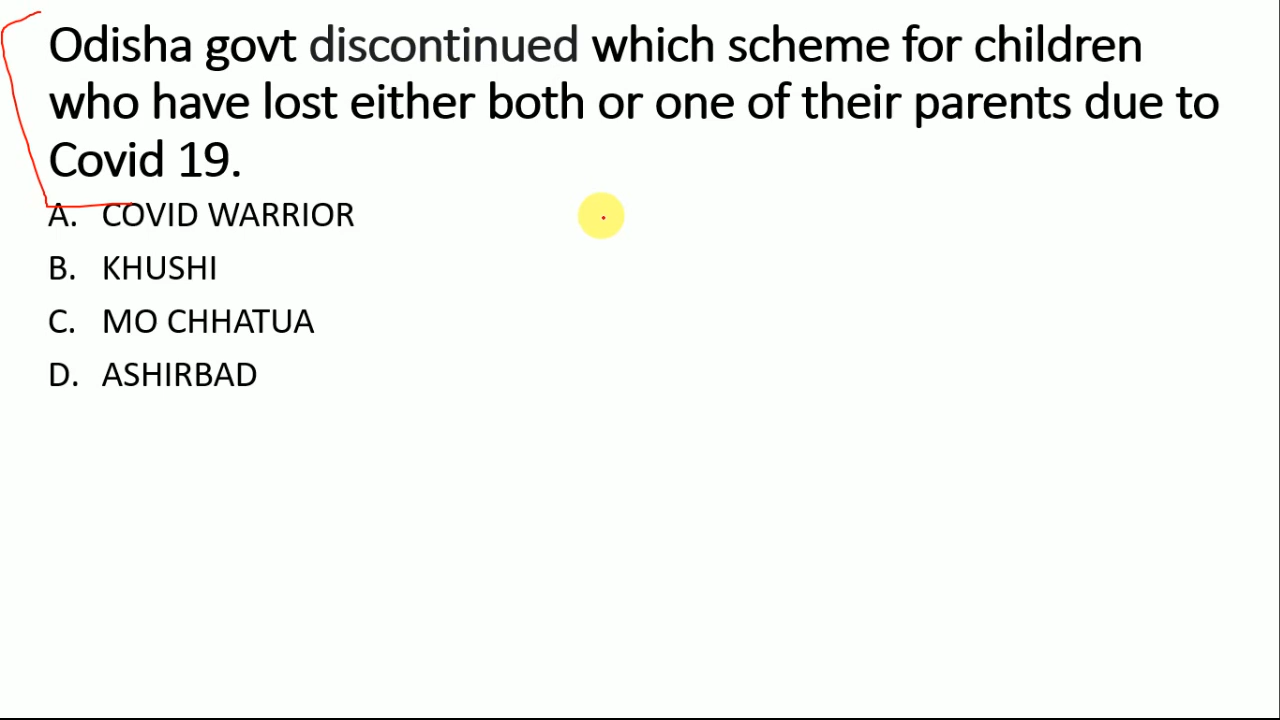 Odisha govt discontinued which scheme for children
who have lost either both or one of their parents due to
Covid 19.
A. COVID WARRIOR
B. KHUSHI
C. MO CHHATUA
D. ASHIRBAD